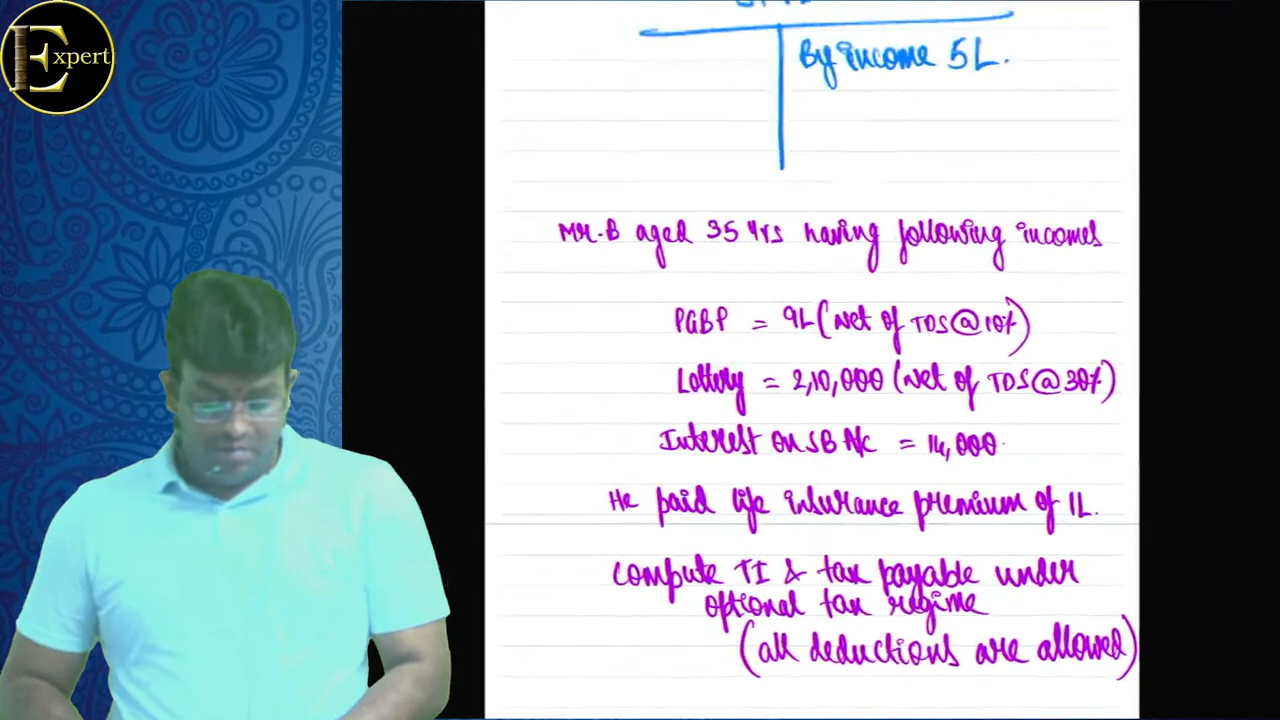 Expert
By income 5L.
Mr.B aged 35 Yrs having following incomes
PGBP = 9L (Net of TDS@10%)
Lottery = 2,10,000 (Net of TDS@30%)
Interest on SB A/c = 14,000.
He paid life insurance premium of 1L.
compute TI & tax payable under
optional tax regime
(all deductions are allowed)